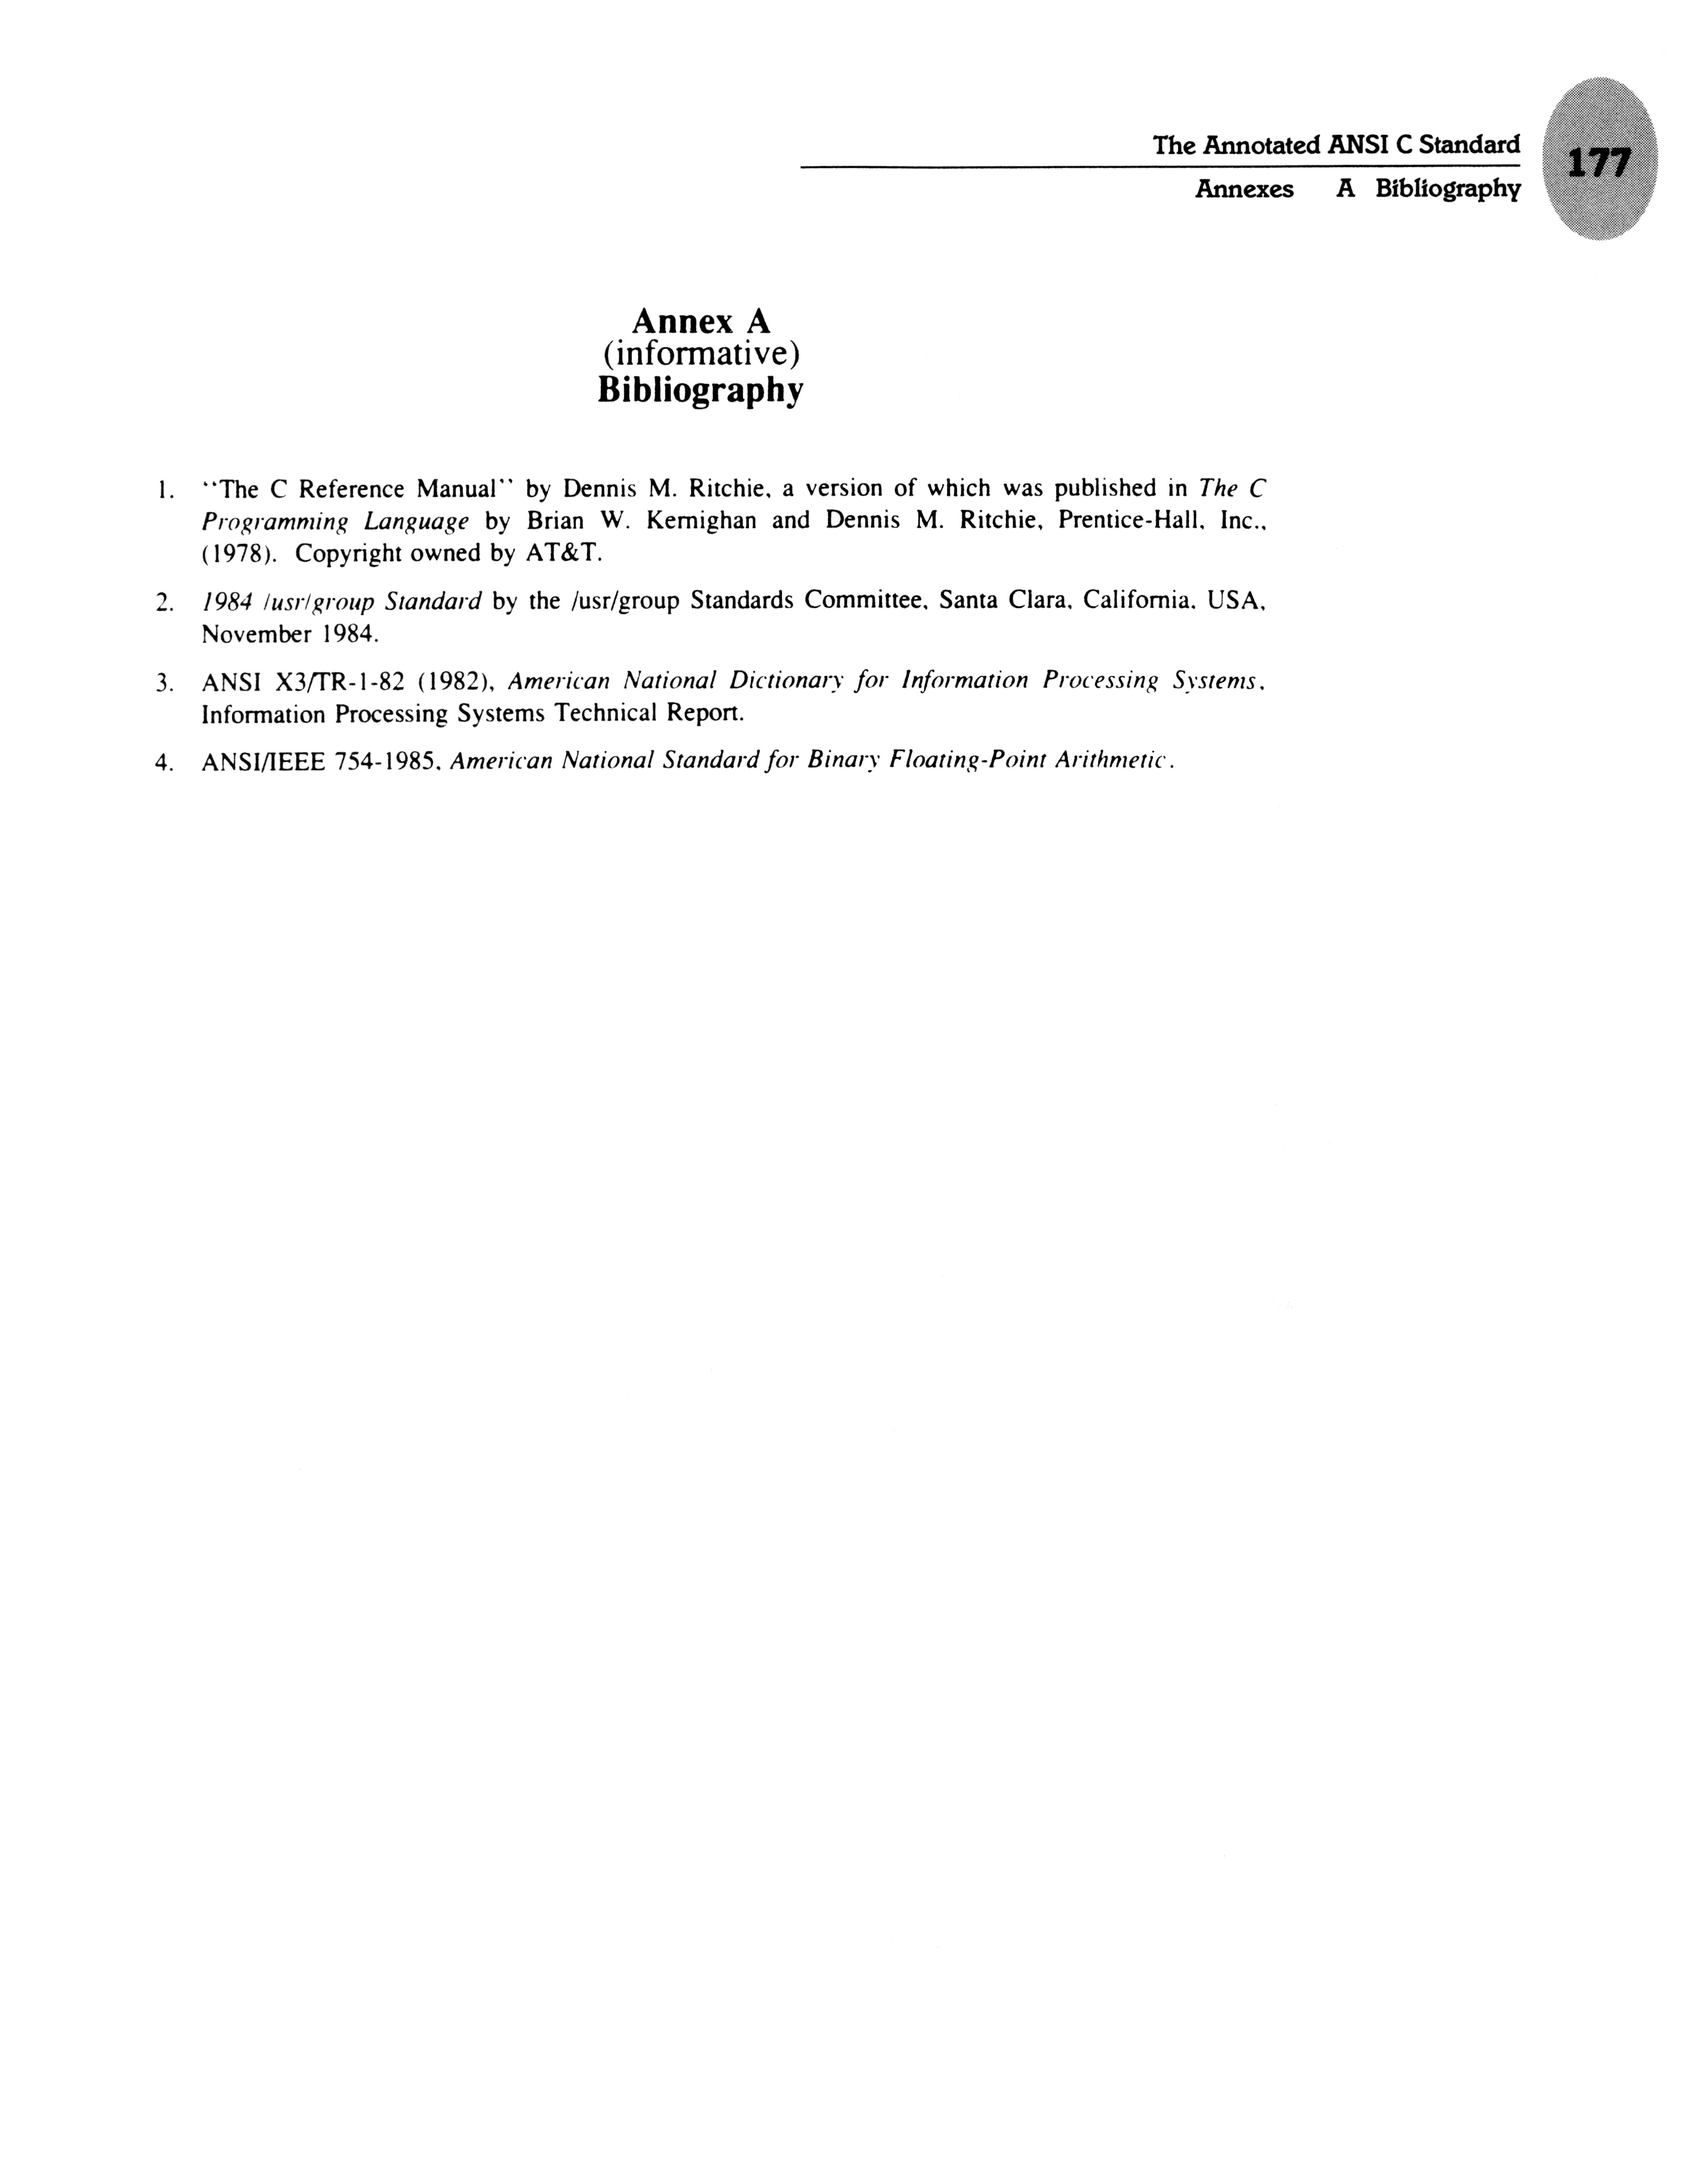 The Annotated ANSI C Standard
177
Annexes A Bibliography
Annex A
(informative)
Bibliography
1. ``The C Reference Manual'' by Dennis M. Ritchie, a version of which was published in The C
Programming Language by Brian W. Kernighan and Dennis M. Ritchie, Prentice-Hall, Inc.,
(1978). Copyright owned by AT&T.
2. 1984 /usr/group Standard by the /usr/group Standards Committee, Santa Clara, California, USA,
November 1984.
3. ANSI X3/TR-1-82 (1982), American National Dictionary for Information Processing Systems,
Information Processing Systems Technical Report.
4. ANSI/IEEE 754-1985, American National Standard for Binary Floating-Point Arithmetic.